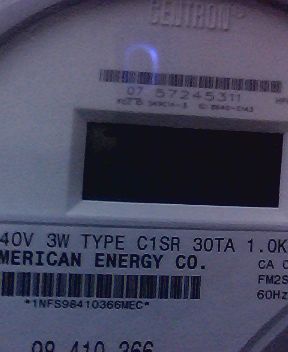 CENTRON
07 57245311
40V 3W TYPE C1SR 30TA 1.0K
MERICAN ENERGY CO.
CA
FM2S
60Hz
*1NFS98410366MEC*
98 410 366